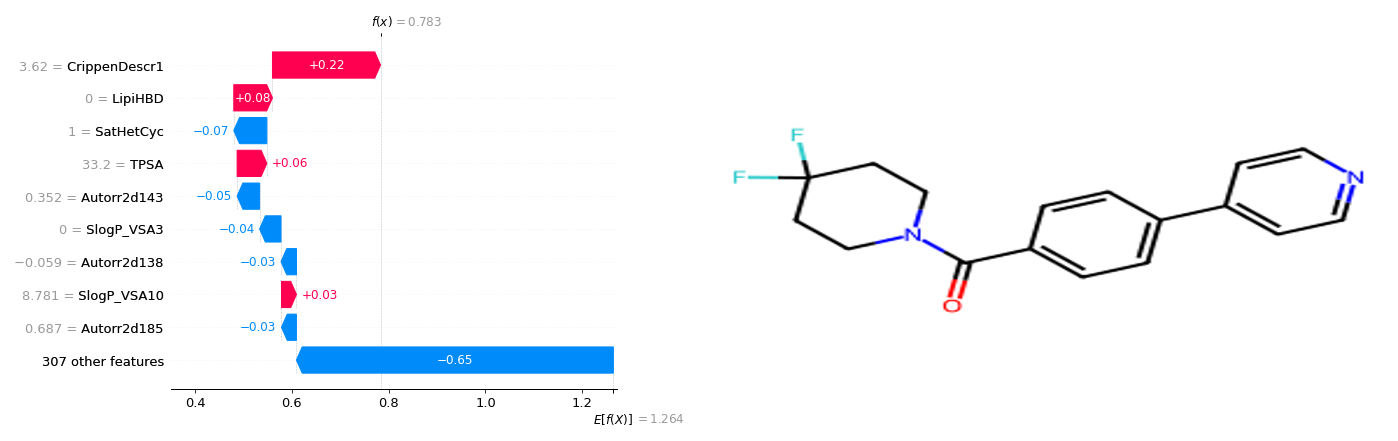 f(x) = 0.783
3.62 = CrippenDescr1
+0.22
0 = LipiHBD
+0.08
1 = SatHetCyc
−0.07
33.2 = TPSA
+0.06
0.352 = Autorr2d143
−0.05
0 = SlogP_VSA3
−0.04
−0.059 = Autorr2d138
−0.03
8.781 = SlogP_VSA10
+0.03
0.687 = Autorr2d185
−0.03
307 other features
−0.65
0.4 0.6 0.8 1.0 1.2
E[f(X)] = 1.264
F
F
N
O
N